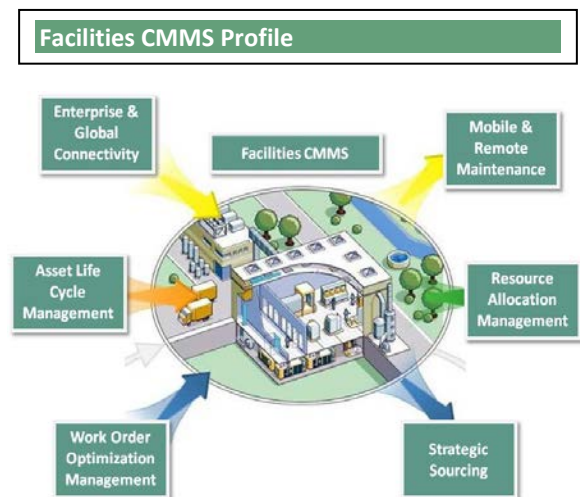 Facilities CMMS Profile
Enterprise &
Global
Connectivity
Facilities CMMS
Mobile &
Remote
Maintenance
Asset Life
Cycle
Management
Resource
Allocation
Management
Work Order
Optimization
Management
Strategic
Sourcing